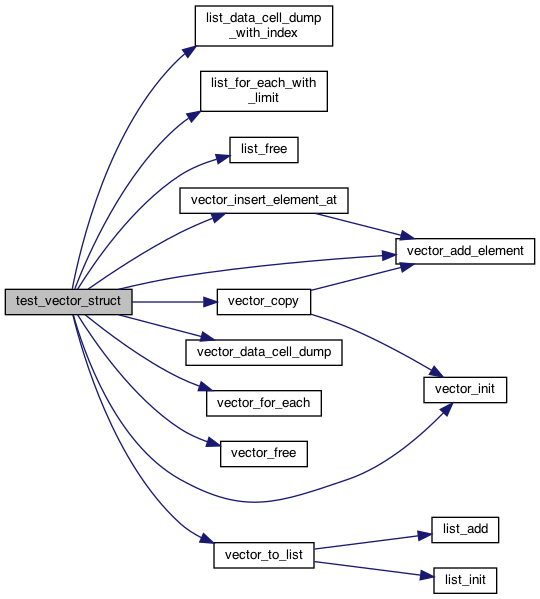 list_data_cell_dump
_with_index
list_for_each_with
_limit
list_free
vector_insert_element_at
vector_add_element
test_vector_struct
vector_copy
vector_data_cell_dump
vector_init
vector_for_each
vector_free
list_add
vector_to_list
list_init